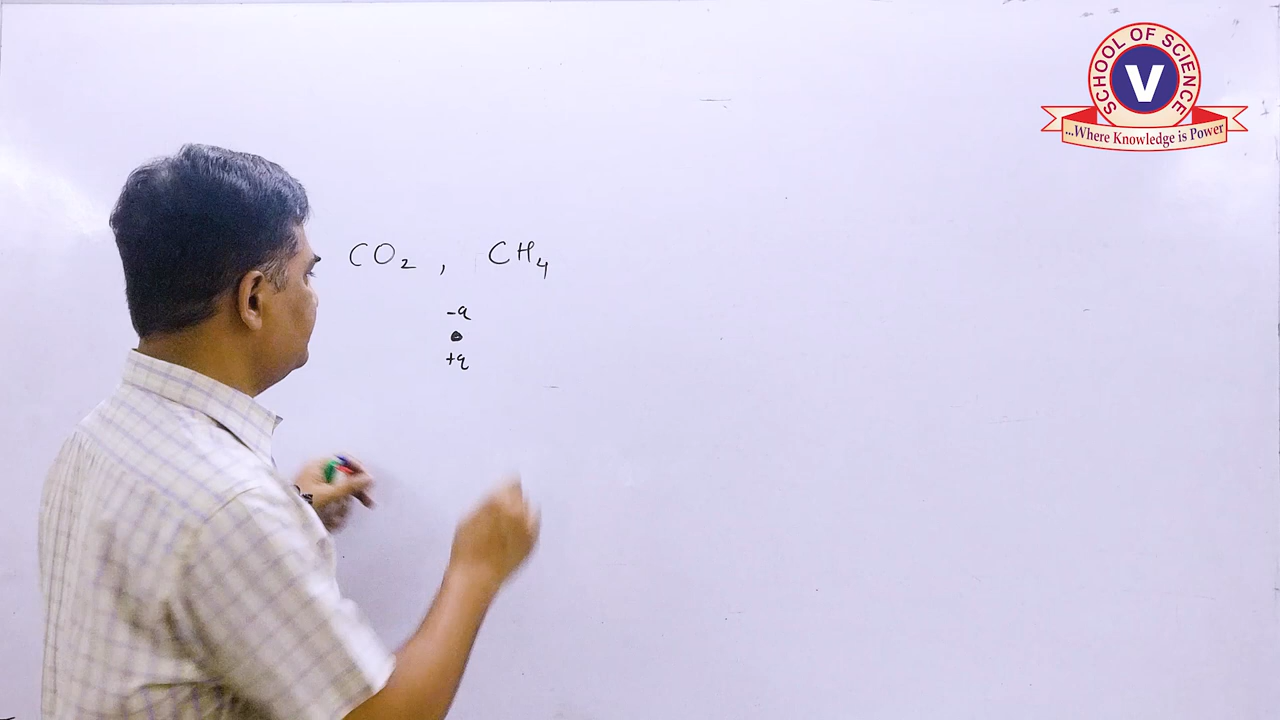 SCHOOL OF SCIENCE
V
...Where Knowledge is Power
CO₂ , CH₄
-q
+q